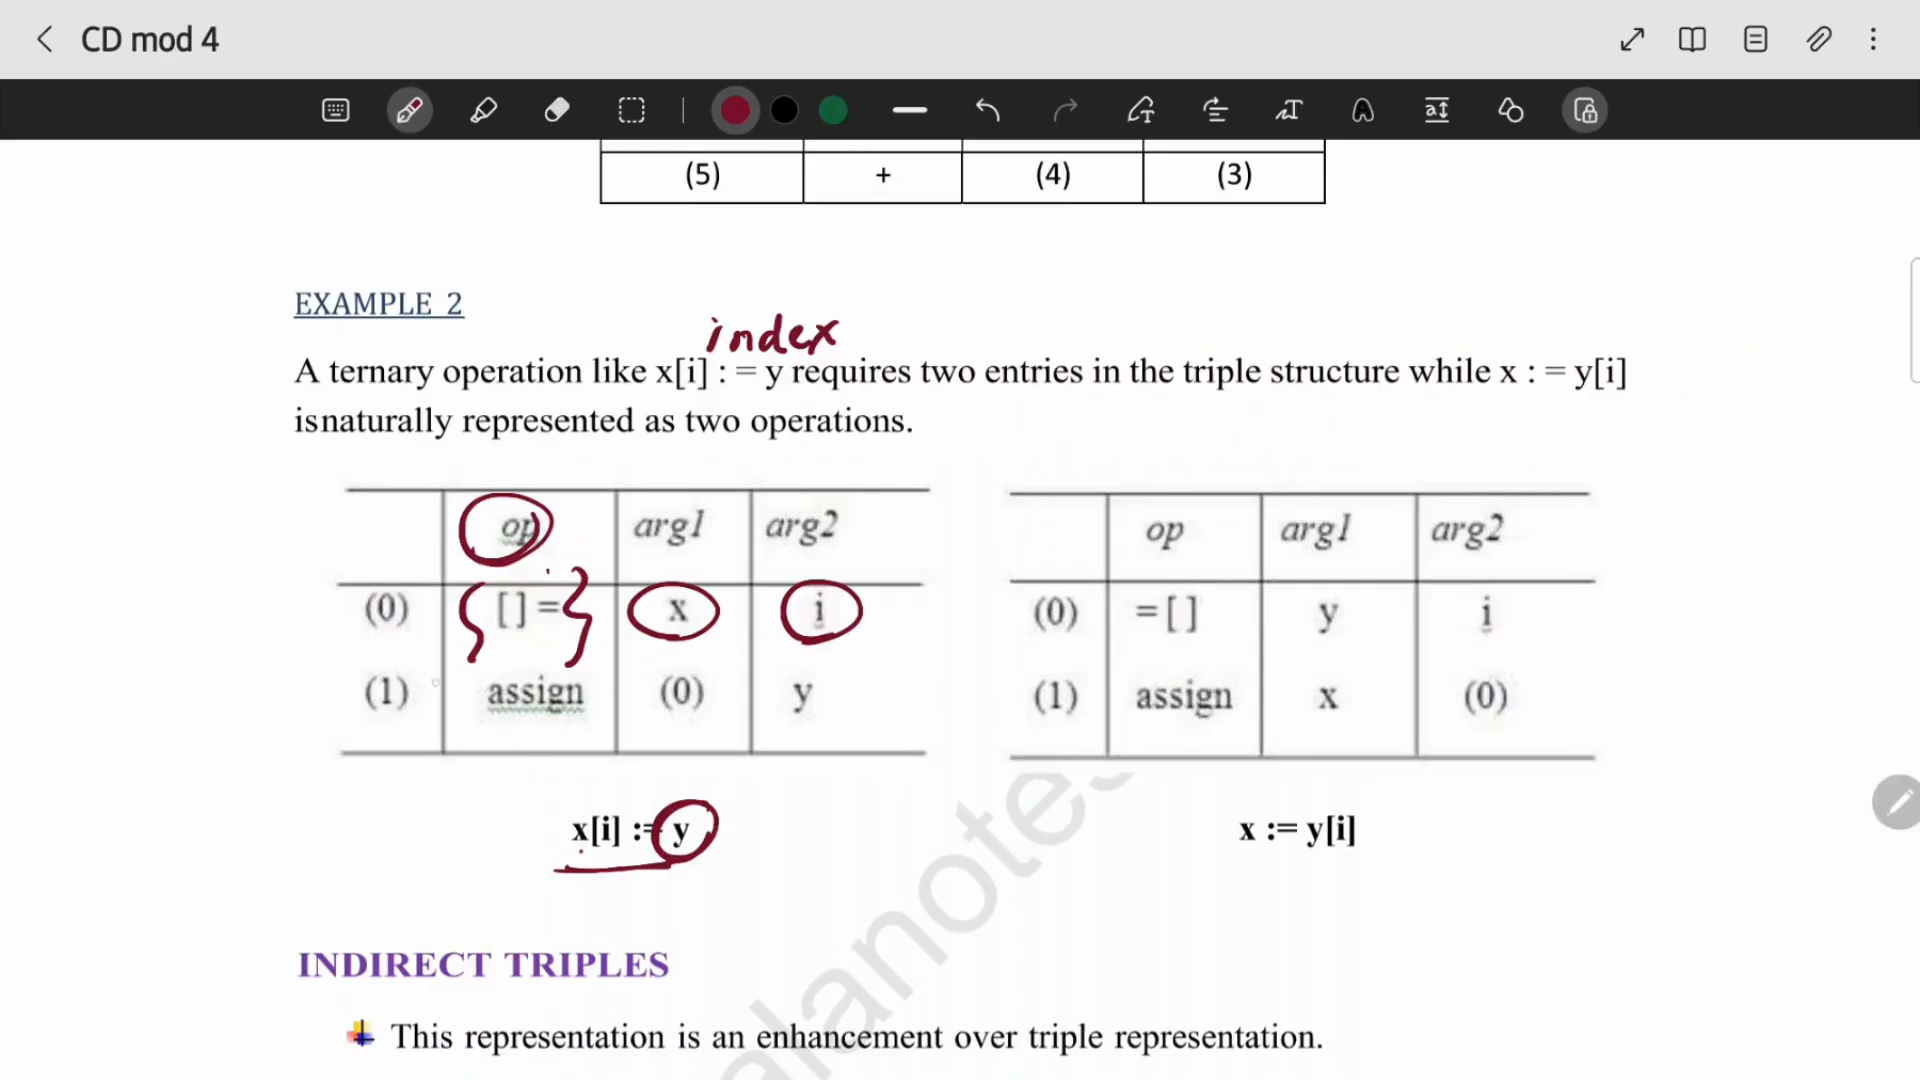 CD mod 4
(5) + (4) (3)
EXAMPLE 2
index
A ternary operation like x[i] : = y requires two entries in the triple structure while x : = y[i]
isnaturally represented as two operations.
op arg1 arg2
(0) [ ] = x i
(1) assign (0) y
x[i] := y
op arg1 arg2
(0) = [ ] y i
(1) assign x (0)
x := y[i]
INDIRECT TRIPLES
This representation is an enhancement over triple representation.